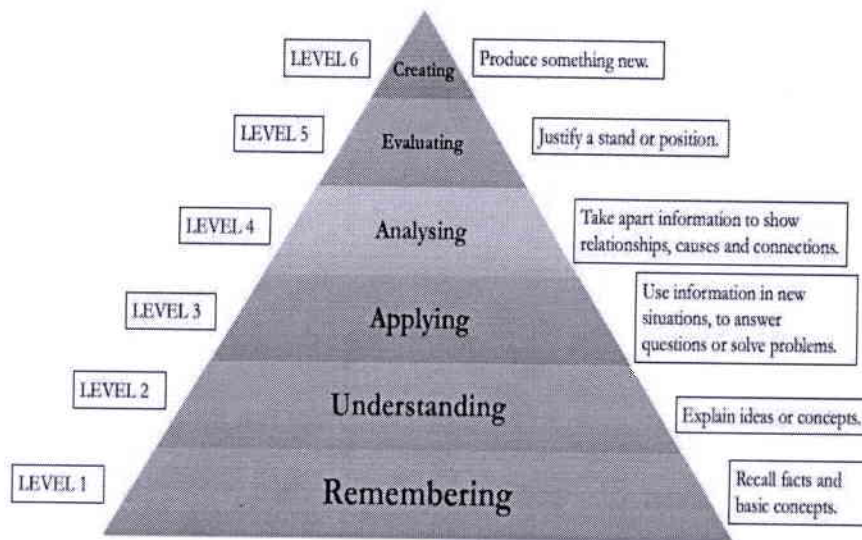 LEVEL 6
Creating
Produce something new.
LEVEL 5
Evaluating
Justify a stand or position.
LEVEL 4
Analysing
Take apart information to show
relationships, causes and connections.
LEVEL 3
Applying
Use information in new
situations, to answer
questions or solve problems.
LEVEL 2
Understanding
Explain ideas or concepts.
LEVEL 1
Remembering
Recall facts and
basic concepts.